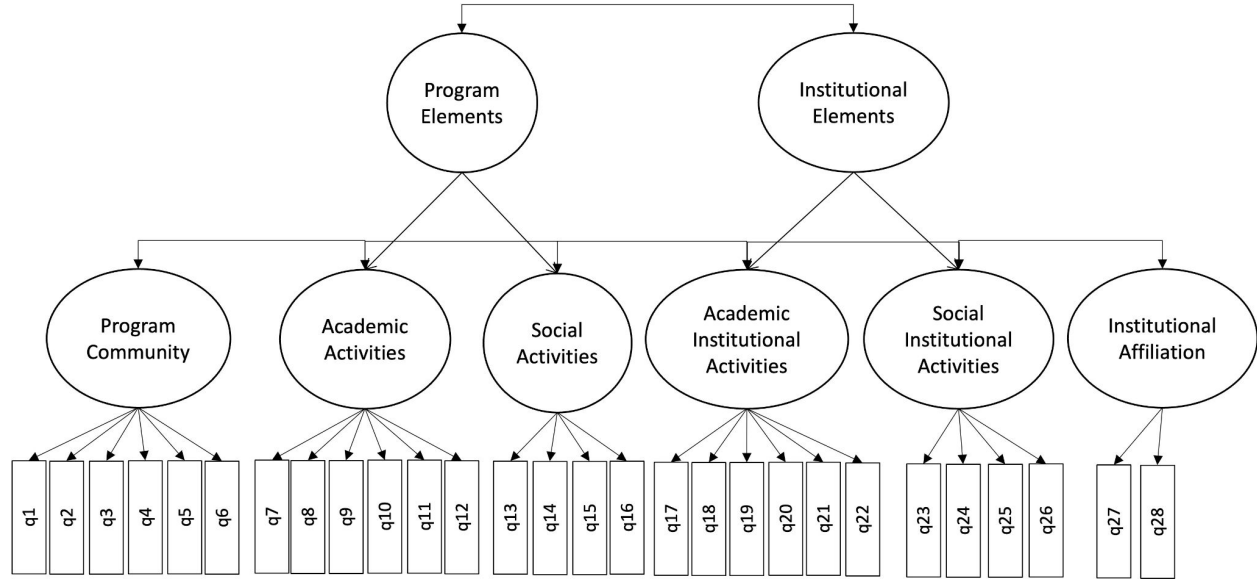 Program
Elements
Institutional
Elements
Program
Community
Academic
Activities
Social
Activities
Academic
Institutional
Activities
Social
Institutional
Activities
Institutional
Affiliation
q1
q2
q3
q4
q5
q6
q7
q8
q9
q10
q11
q12
q13
q14
q15
q16
q17
q18
q19
q20
q21
q22
q23
q24
q25
q26
q27
q28